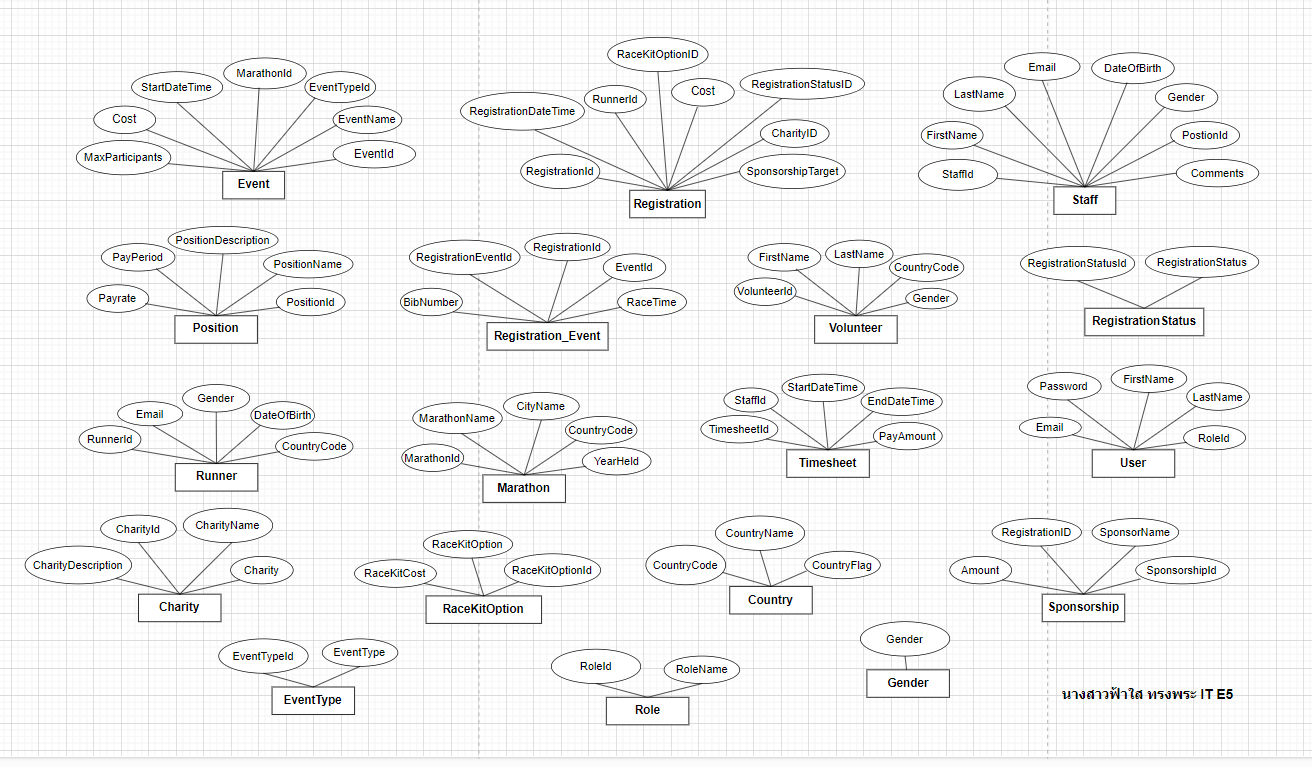 MaxParticipants
Cost
StartDateTime
MarathonId
EventTypeId
EventName
EventId
Event
RegistrationId
RegistrationDateTime
RunnerId
RaceKitOptionID
Cost
RegistrationStatusID
CharityID
SponsorshipTarget
Registration
StaffId
FirstName
LastName
Email
DateOfBirth
Gender
PostionId
Comments
Staff
Payrate
PayPeriod
PositionDescription
PositionName
PositionId
Position
BibNumber
RegistrationEventId
RegistrationId
EventId
RaceTime
Registration_Event
VolunteerId
FirstName
LastName
CountryCode
Gender
Volunteer
RegistrationStatusId
RegistrationStatus
RegistrationStatus
RunnerId
Email
Gender
DateOfBirth
CountryCode
Runner
MarathonId
MarathonName
CityName
CountryCode
YearHeld
Marathon
TimesheetId
StaffId
StartDateTime
EndDateTime
PayAmount
Timesheet
Email
Password
FirstName
LastName
RoleId
User
CharityDescription
CharityId
CharityName
Charity
Charity
RaceKitCost
RaceKitOption
RaceKitOptionId
RaceKitOption
CountryCode
CountryName
CountryFlag
Country
Amount
RegistrationID
SponsorName
SponsorshipId
Sponsorship
EventTypeId
EventType
EventType
RoleId
RoleName
Role
Gender
Gender
นางสาวฟ้าใส ทรงพระ IT E5